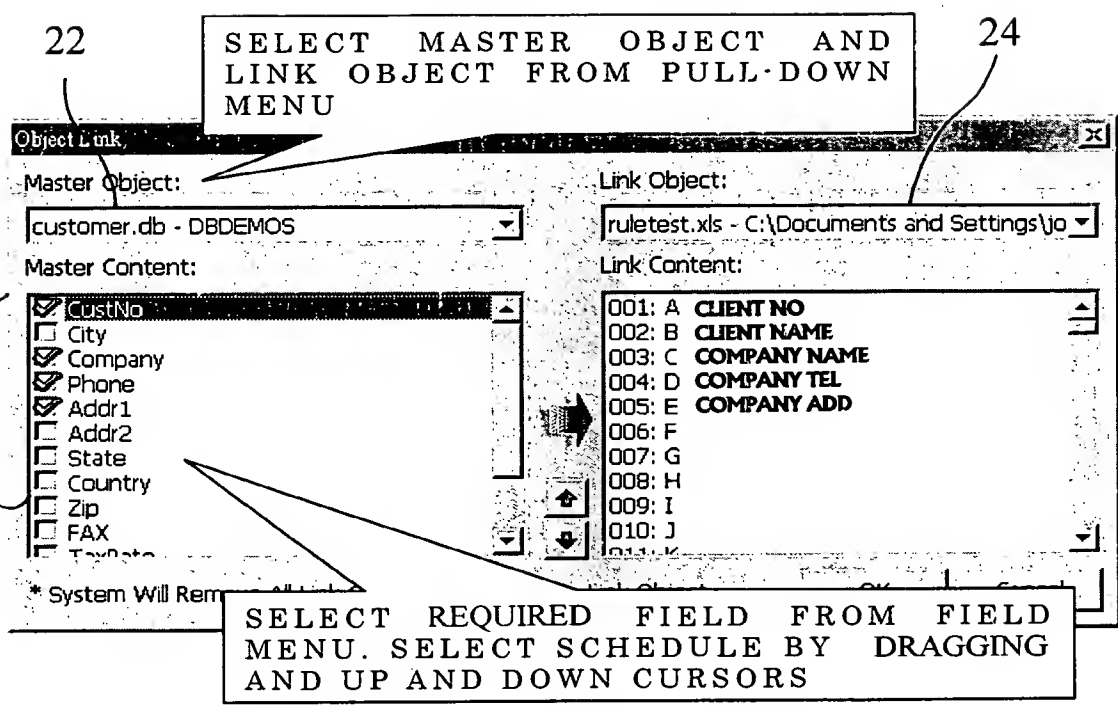 22
SELECT MASTER OBJECT AND
LINK OBJECT FROM PULL-DOWN
MENU
24
Object Link
Master Object:
Link Object:
customer.db - DBDEMOS
ruletest.xls - C:\Documents and Settings\jo
Master Content:
Link Content:
CustNo
City
Company
Phone
Addr1
Addr2
State
Country
Zip
FAX
TaxRate
001: A CLIENT NO
002: B CLIENT NAME
003: C COMPANY NAME
004: D COMPANY TEL
005: E COMPANY ADD
006: F
007: G
008: H
009: I
010: J
011: K
* System Will
SELECT REQUIRED FIELD FROM FIELD
MENU. SELECT SCHEDULE BY DRAGGING
AND UP AND DOWN CURSORS